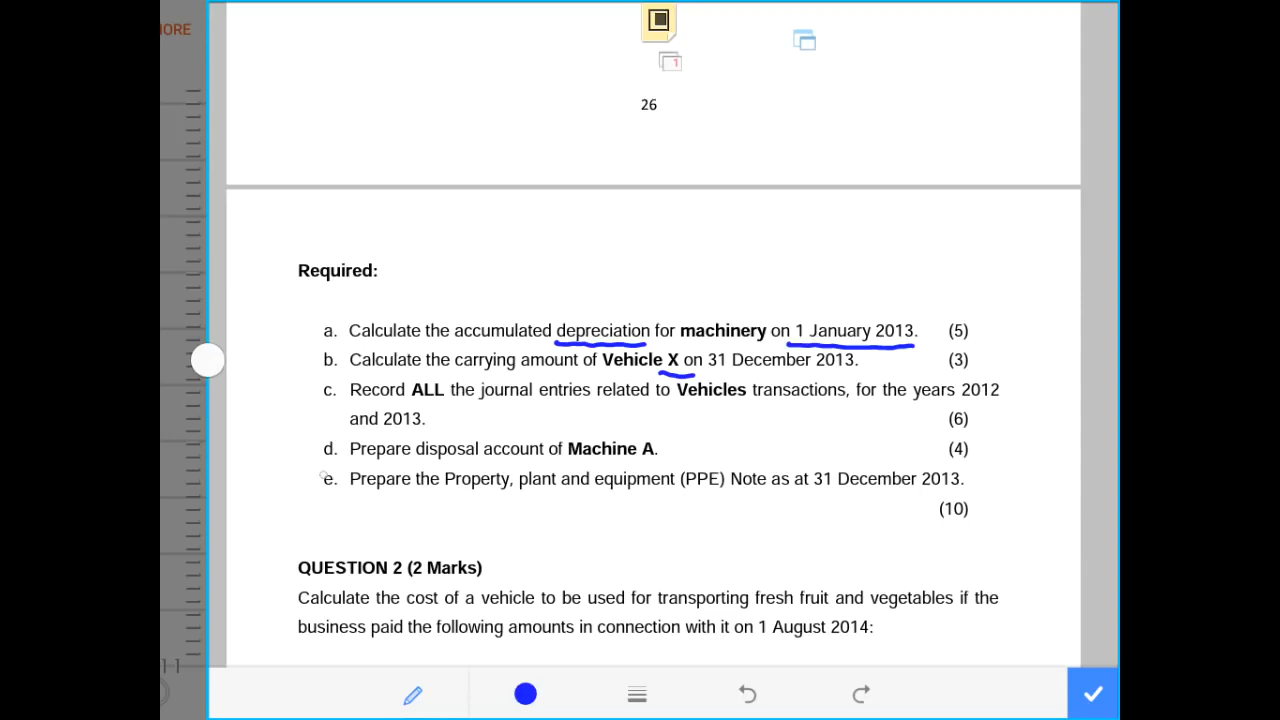 ORE
1
26
Required:
a. Calculate the accumulated depreciation for machinery on 1 January 2013. (5)
b. Calculate the carrying amount of Vehicle X on 31 December 2013. (3)
c. Record ALL the journal entries related to Vehicles transactions, for the years 2012
and 2013. (6)
d. Prepare disposal account of Machine A. (4)
e. Prepare the Property, plant and equipment (PPE) Note as at 31 December 2013.
(10)
QUESTION 2 (2 Marks)
Calculate the cost of a vehicle to be used for transporting fresh fruit and vegetables if the
business paid the following amounts in connection with it on 1 August 2014: